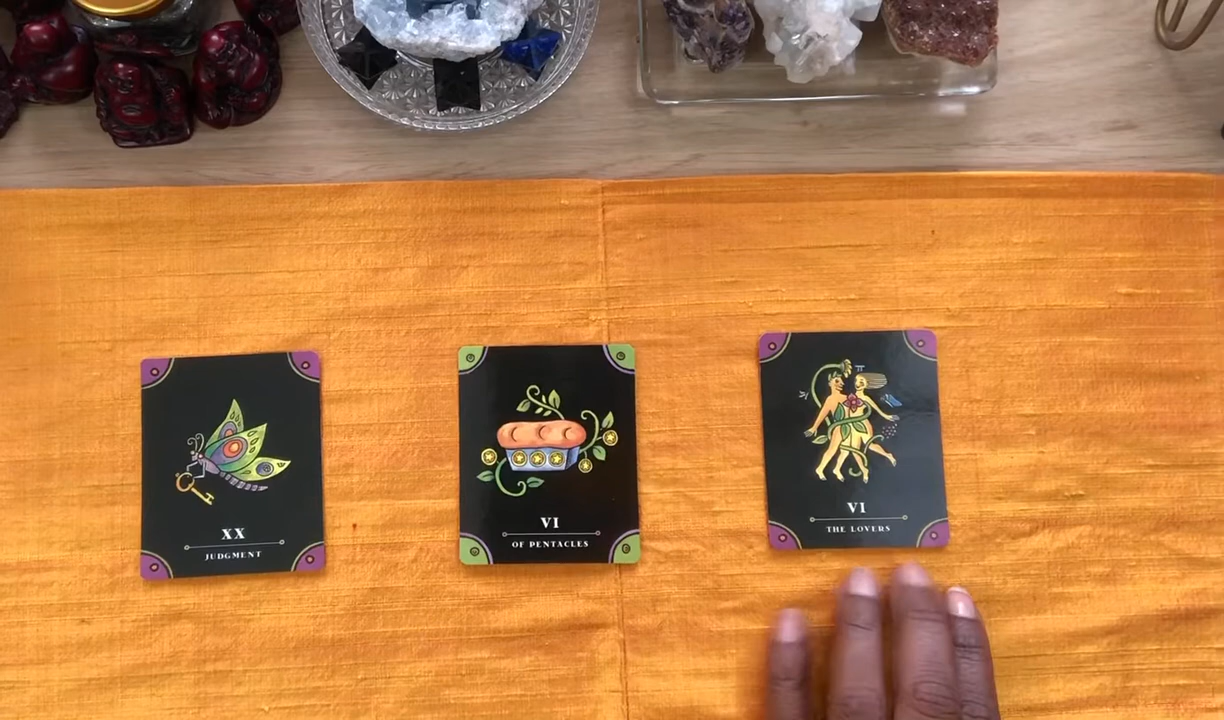 XX
JUDGMENT
VI
OF PENTACLES
VI
THE LOVERS